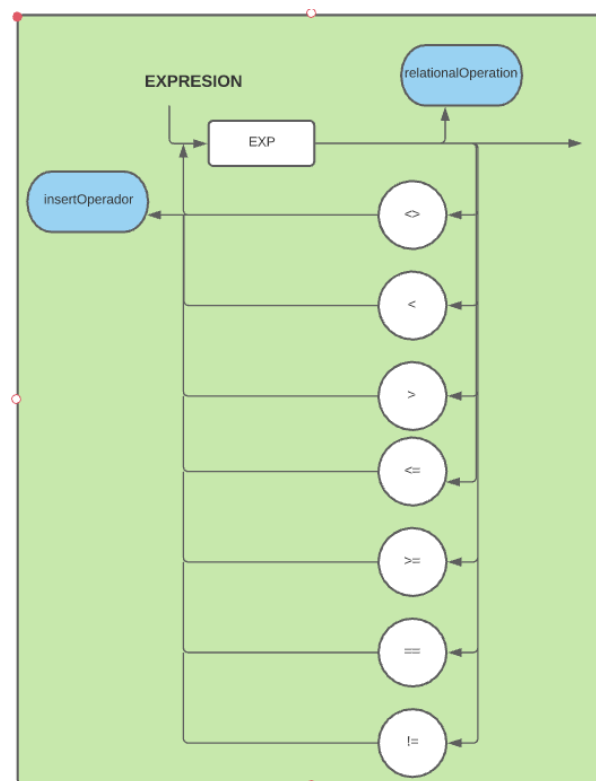 relationalOperation
EXPRESION
EXP
insertOperador
<>
<
>
<=
>=
==
!=